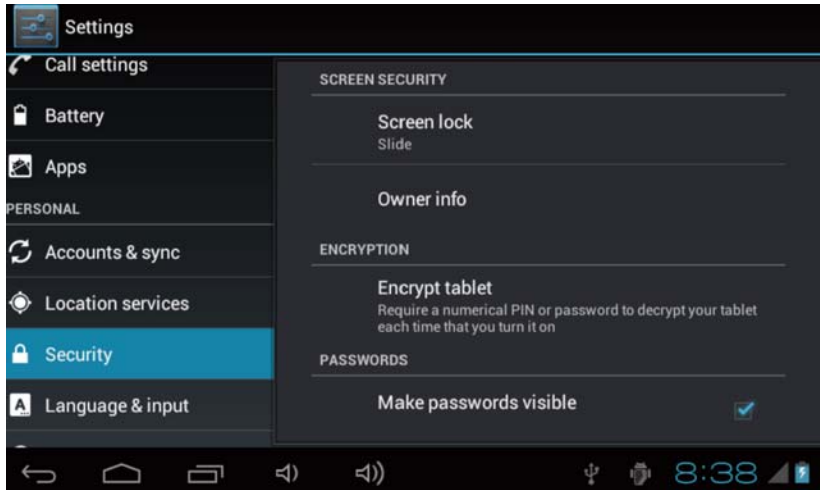 Settings
Call settings
Battery
Apps
PERSONAL
Accounts & sync
Location services
Security
Language & input
SCREEN SECURITY
Screen lock
Slide
Owner info
ENCRYPTION
Encrypt tablet
Require a numerical PIN or password to decrypt your tablet
each time that you turn it on
PASSWORDS
Make passwords visible
8:38